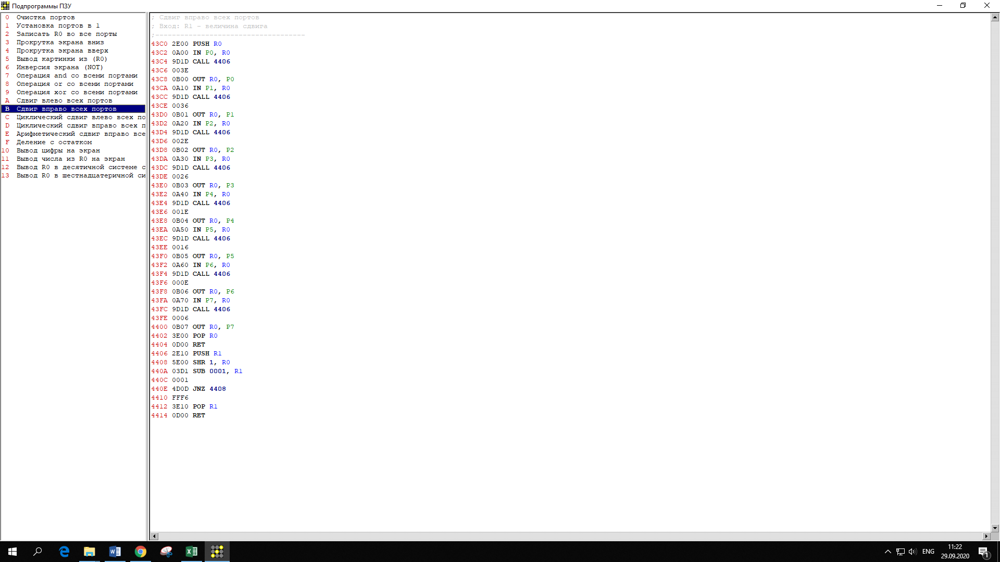 Подпрограммы ПЗУ
0 Очистка портов
1 Установка портов в 1
2 Записать R0 во все порты
3 Прокрутка экрана вниз
4 Прокрутка экрана вверх
5 Вывод картинки из (R0)
6 Инверсия экрана (NOT)
7 Операция and со всеми портами
8 Операция or со всеми портами
9 Операция xor со всеми портами
A Сдвиг влево всех портов
B Сдвиг вправо всех портов
C Циклический сдвиг влево всех по
D Циклический сдвиг вправо всех п
E Арифметический сдвиг вправо все
F Деление с остатком
10 Вывод цифры на экран
11 Вывод числа из R0 на экран
12 Вывод R0 в десятичной системе с
13 Вывод R0 в шестнадцатеричной си
; Сдвиг вправо всех портов
; Вход: R1 - величина сдвига
;------------------------------------
43C0 2E00 PUSH R0
43C2 0A00 IN P0, R0
43C4 9D1D CALL 4406
43C6 003E
43C8 0B00 OUT R0, P0
43CA 0A10 IN P1, R0
43CC 9D1D CALL 4406
43CE 0036
43D0 0B01 OUT R0, P1
43D2 0A20 IN P2, R0
43D4 9D1D CALL 4406
43D6 002E
43D8 0B02 OUT R0, P2
43DA 0A30 IN P3, R0
43DC 9D1D CALL 4406
43DE 0026
43E0 0B03 OUT R0, P3
43E2 0A40 IN P4, R0
43E4 9D1D CALL 4406
43E6 001E
43E8 0B04 OUT R0, P4
43EA 0A50 IN P5, R0
43EC 9D1D CALL 4406
43EE 0016
43F0 0B05 OUT R0, P5
43F2 0A60 IN P6, R0
43F4 9D1D CALL 4406
43F6 000E
43F8 0B06 OUT R0, P6
43FA 0A70 IN P7, R0
43FC 9D1D CALL 4406
43FE 0006
4400 0B07 OUT R0, P7
4402 3E00 POP R0
4404 0D00 RET
4406 2E10 PUSH R1
4408 5E00 SHR 1, R0
440A 03D1 SUB 0001, R1
440C 0001
440E 4D0D JNZ 4408
4410 FFF6
4412 3E10 POP R1
4414 0D00 RET
ENG
11:22
29.09.2020
1